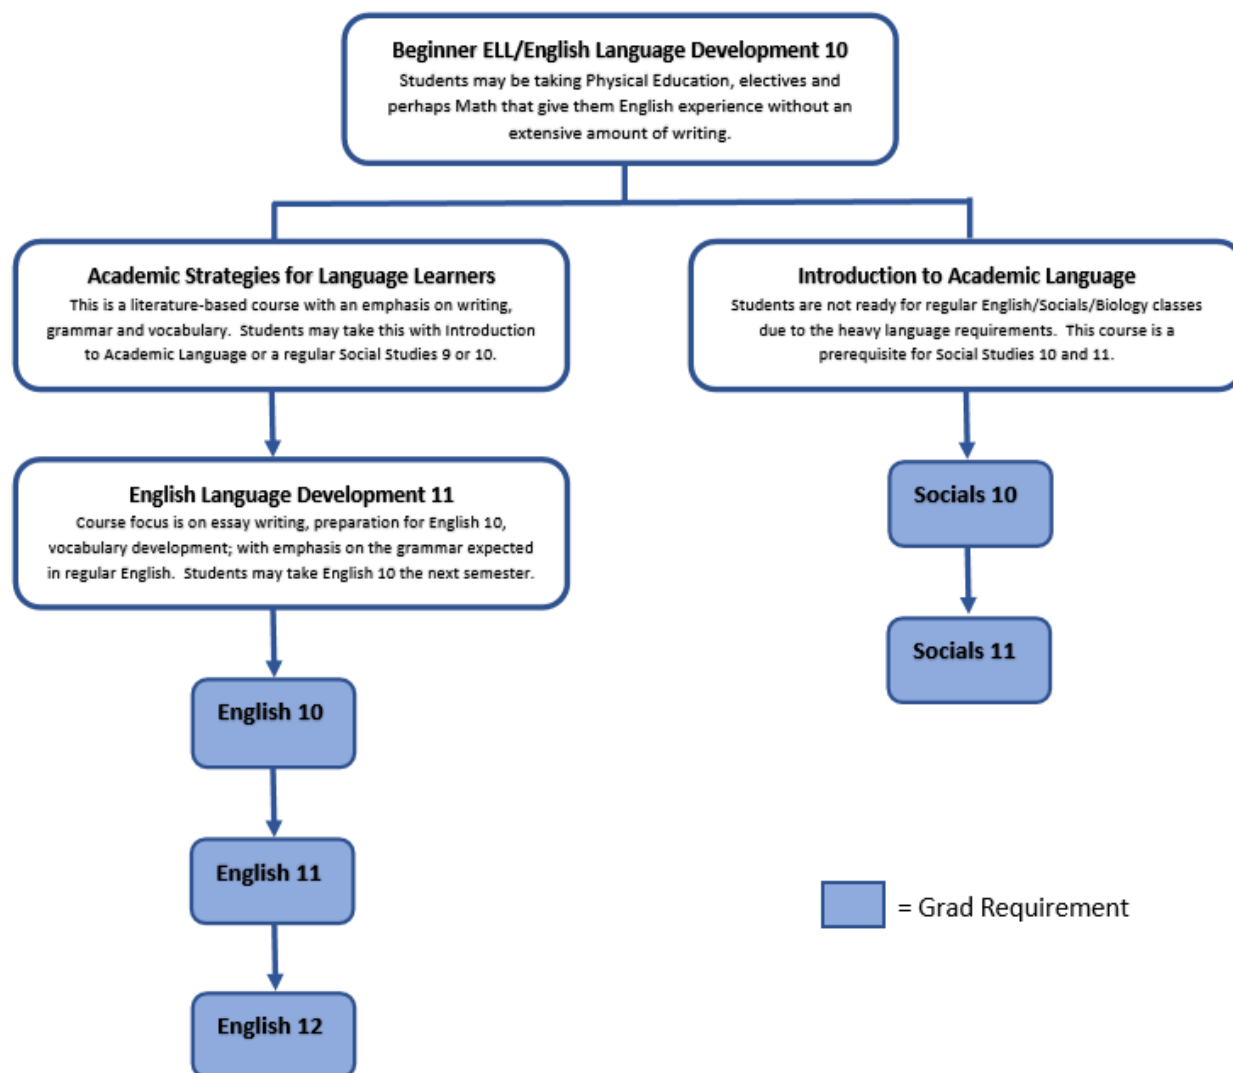 Beginner ELL/English Language Development 10
Students may be taking Physical Education, electives and
perhaps Math that give them English experience without an
extensive amount of writing.
Academic Strategies for Language Learners
This is a literature-based course with an emphasis on writing,
grammar and vocabulary. Students may take this with Introduction
to Academic Language or a regular Social Studies 9 or 10.
Introduction to Academic Language
Students are not ready for regular English/Socials/Biology classes
due to the heavy language requirements. This course is a
prerequisite for Social Studies 10 and 11.
English Language Development 11
Course focus is on essay writing, preparation for English 10,
vocabulary development; with emphasis on the grammar expected
in regular English. Students may take English 10 the next semester.
Socials 10
Socials 11
English 10
English 11
English 12
= Grad Requirement